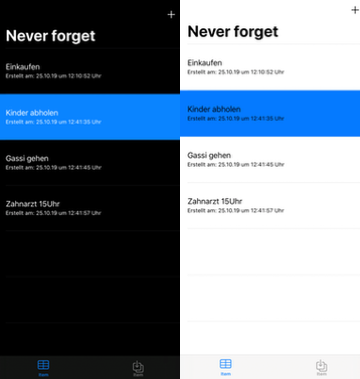 +
Never forget
Einkaufen
Erstellt am: 25.10.19 um 12:10:52 Uhr
Kinder abholen
Erstellt am: 25.10.19 um 12:41:35 Uhr
Gassi gehen
Erstellt am: 25.10.19 um 12:41:45 Uhr
Zahnarzt 15Uhr
Erstellt am: 25.10.19 um 12:41:57 Uhr
Item
+
Never forget
Einkaufen
Erstellt am: 25.10.19 um 12:10:52 Uhr
Kinder abholen
Erstellt am: 25.10.19 um 12:41:35 Uhr
Gassi gehen
Erstellt am: 25.10.19 um 12:41:45 Uhr
Zahnarzt 15Uhr
Erstellt am: 25.10.19 um 12:41:57 Uhr
Item